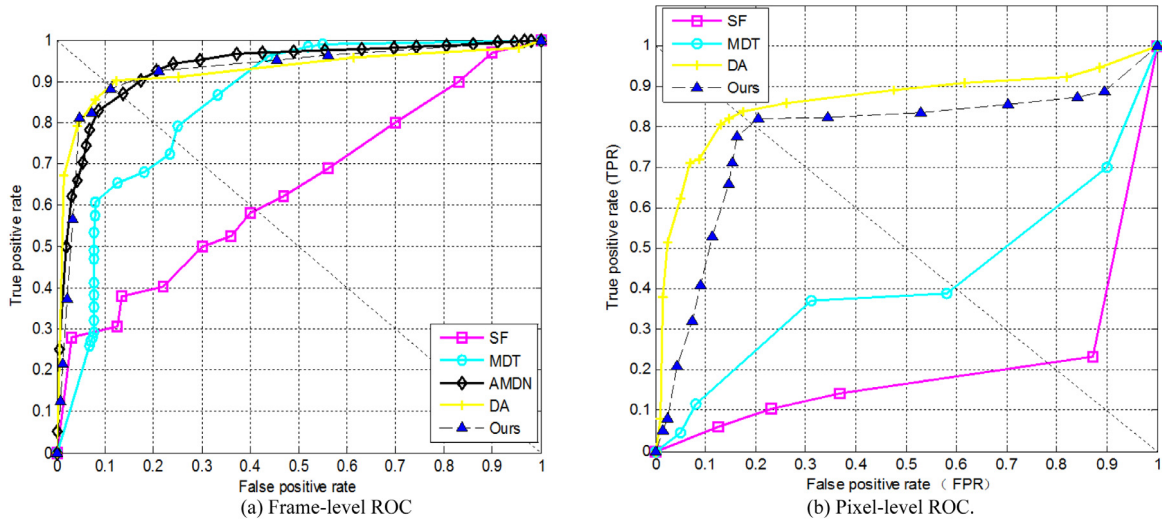 1
0.9
0.8
0.7
0.6
0.5
0.4
0.3
0.2
0.1
0
True positive rate
0 0.1 0.2 0.3 0.4 0.5 0.6 0.7 0.8 0.9 1
False positive rate
SF
MDT
AMDN
DA
Ours
(a) Frame-level ROC
SF
MDT
DA
Ours
1
0.9
0.8
0.7
0.6
0.5
0.4
0.3
0.2
0.1
0
True positive rate (TPR)
0 0.1 0.2 0.3 0.4 0.5 0.6 0.7 0.8 0.9 1
False positive rate ( FPR)
(b) Pixel-level ROC.